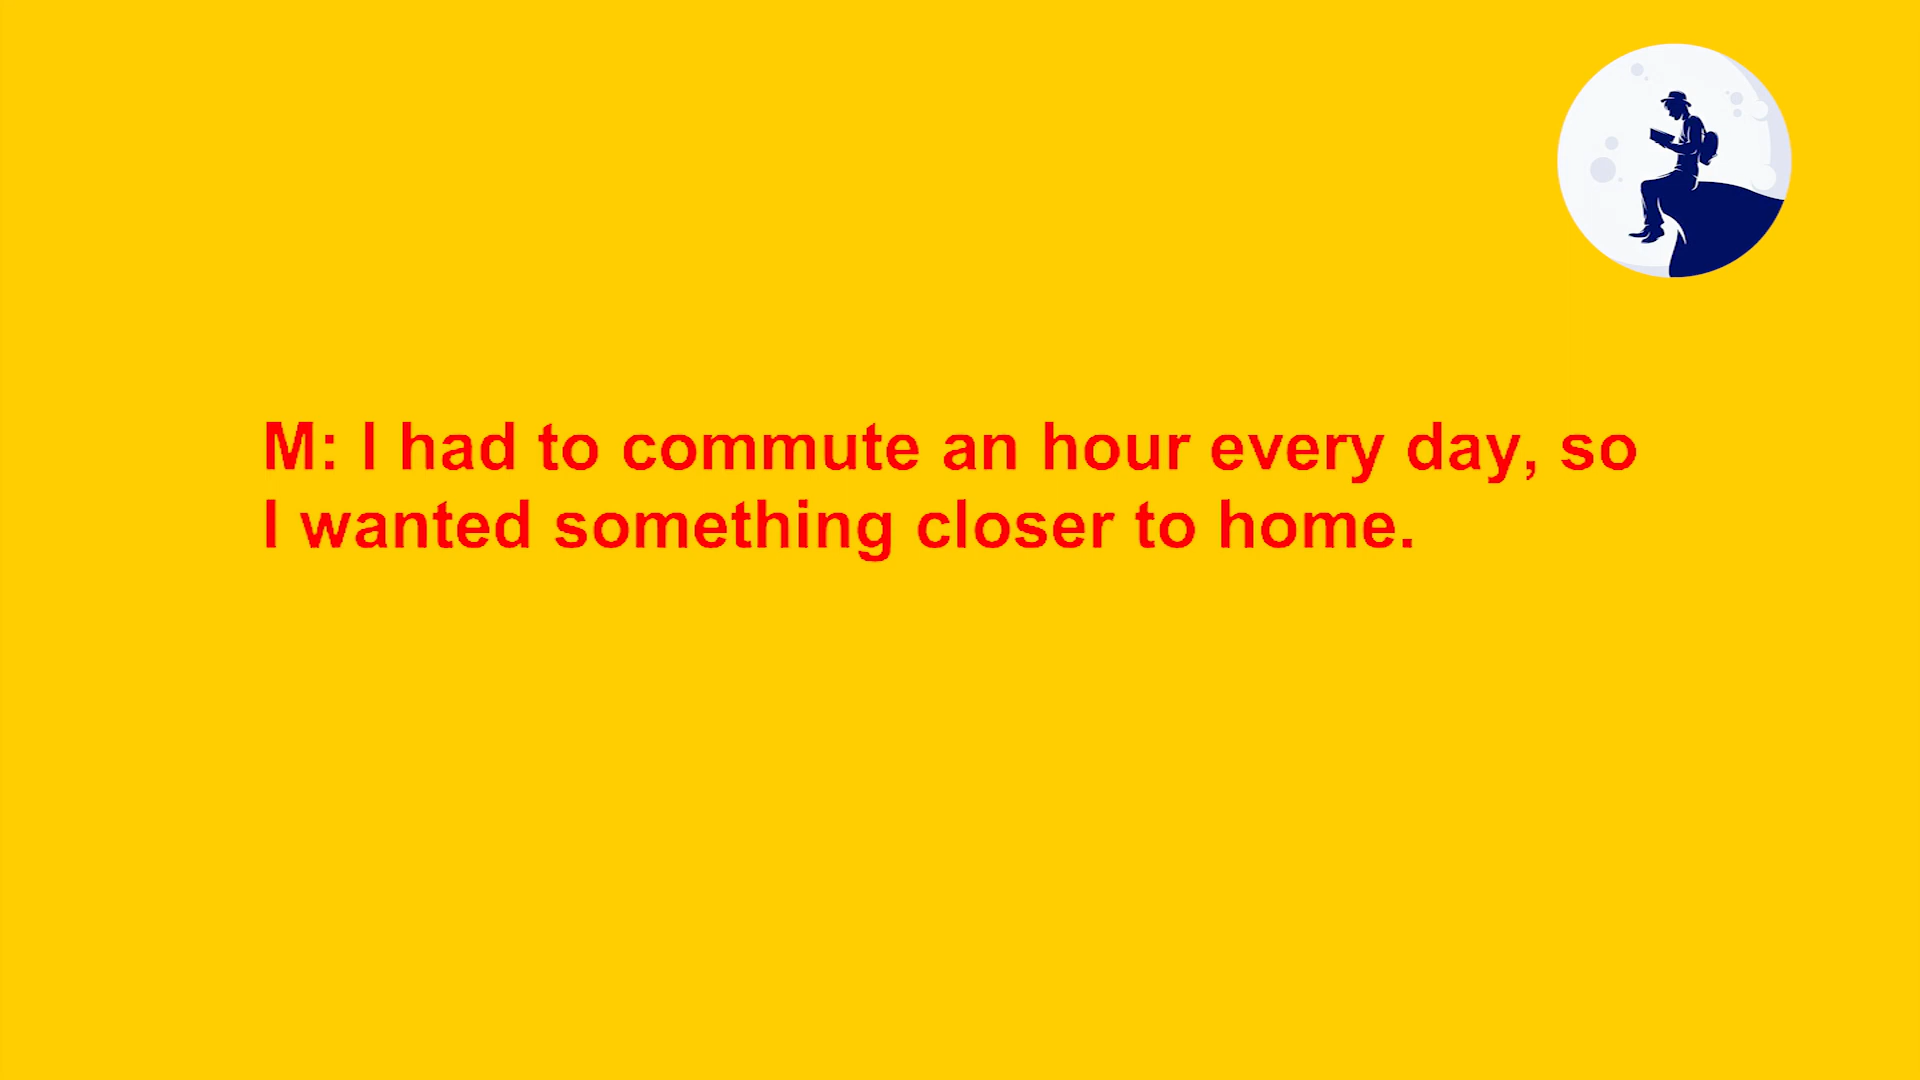 M: I had to commute an hour every day, so
I wanted something closer to home.